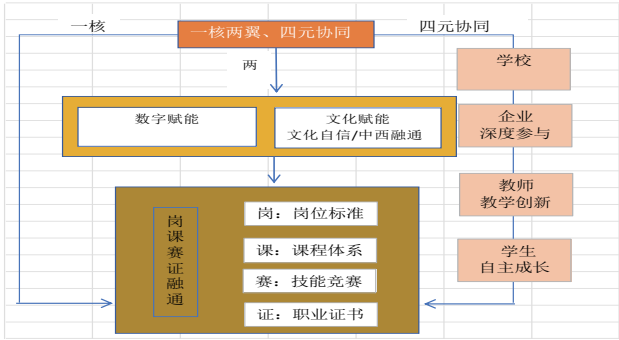 一核
一核两翼、四元协同
四元协同
两
学校
数字赋能
文化赋能
文化自信/中西融通
企业
深度参与
教师
教学创新
岗课赛证融通
岗：岗位标准
课：课程体系
赛：技能竞赛
证：职业证书
学生
自主成长